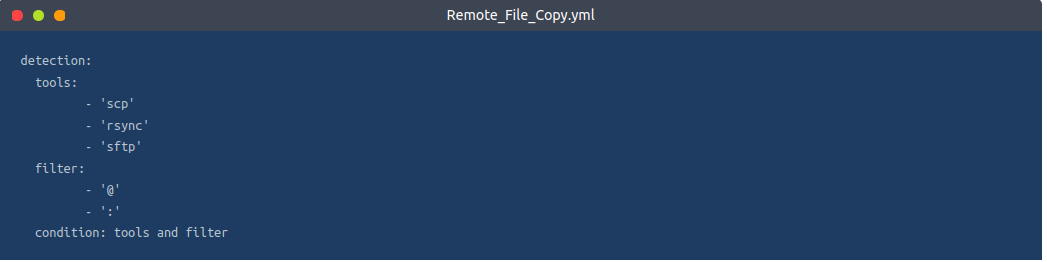 Remote_File_Copy.yml
detection:
  tools:
        - 'scp'
        - 'rsync'
        - 'sftp'
  filter:
        - '@'
        - ':'
  condition: tools and filter